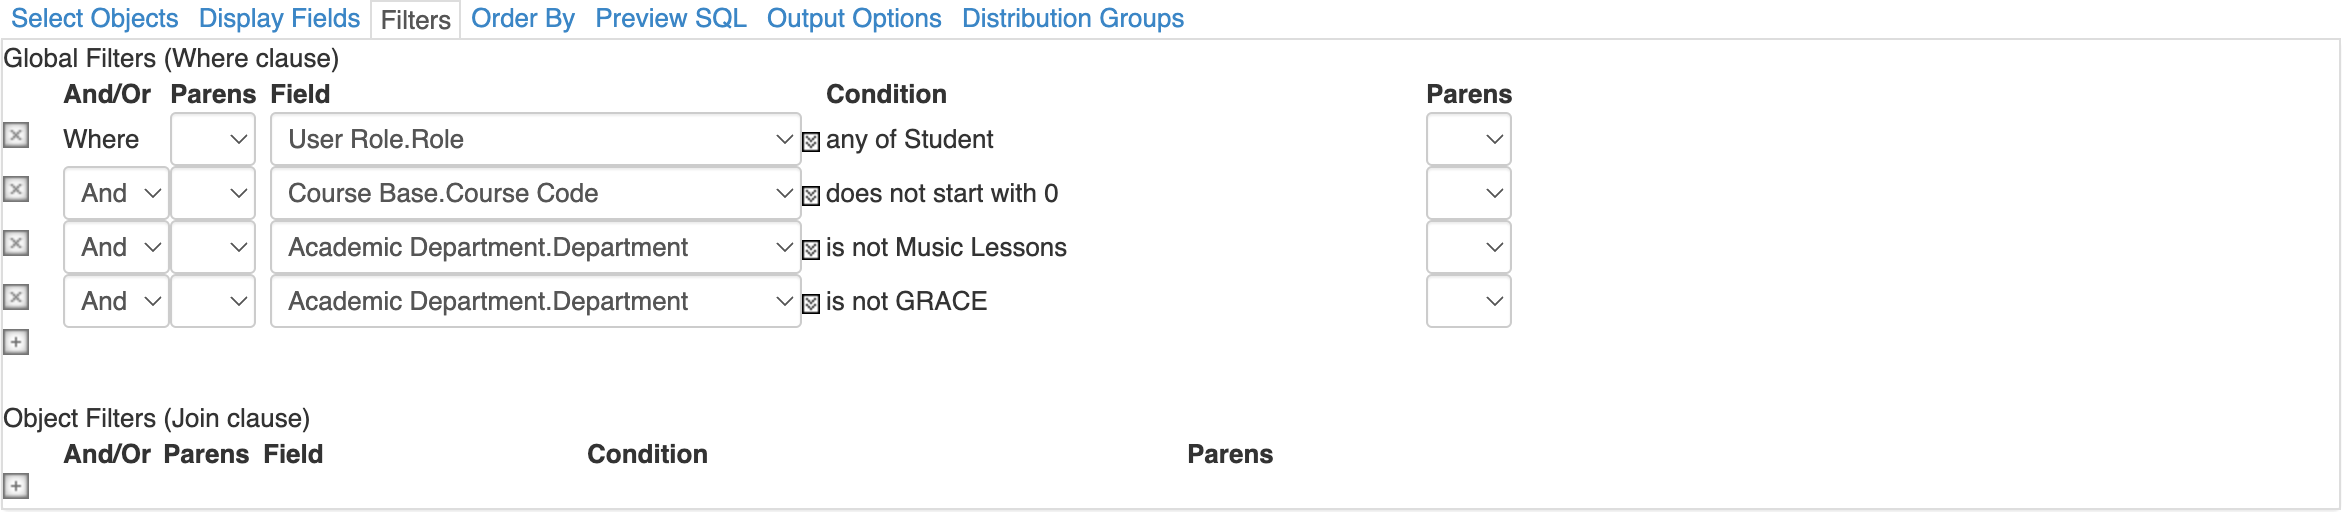 Select Objects Display Fields Filters Order By Preview SQL Output Options Distribution Groups
Global Filters (Where clause)
And/Or Parens Field Condition Parens
Where User Role.Role any of Student
And Course Base.Course Code does not start with 0
And Academic Department.Department is not Music Lessons
And Academic Department.Department is not GRACE
Object Filters (Join clause)
And/Or Parens Field Condition Parens